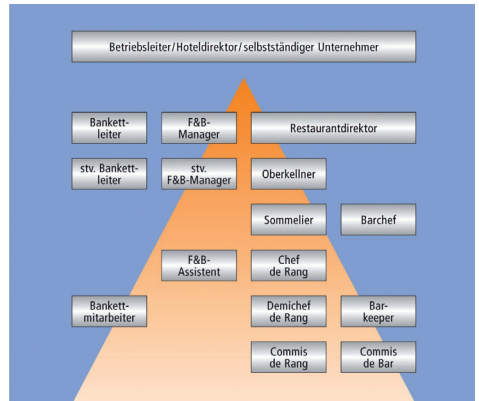 Betriebsleiter/Hoteldirektor/selbstständiger Unternehmer
Bankett-
leiter
F&B-
Manager
Restaurantdirektor
stv. Bankett-
leiter
stv.
F&B-Manager
Oberkellner
Sommelier
Barchef
F&B-
Assistent
Chef
de Rang
Bankett-
mitarbeiter
Demichef
de Rang
Bar-
keeper
Commis
de Rang
Commis
de Bar